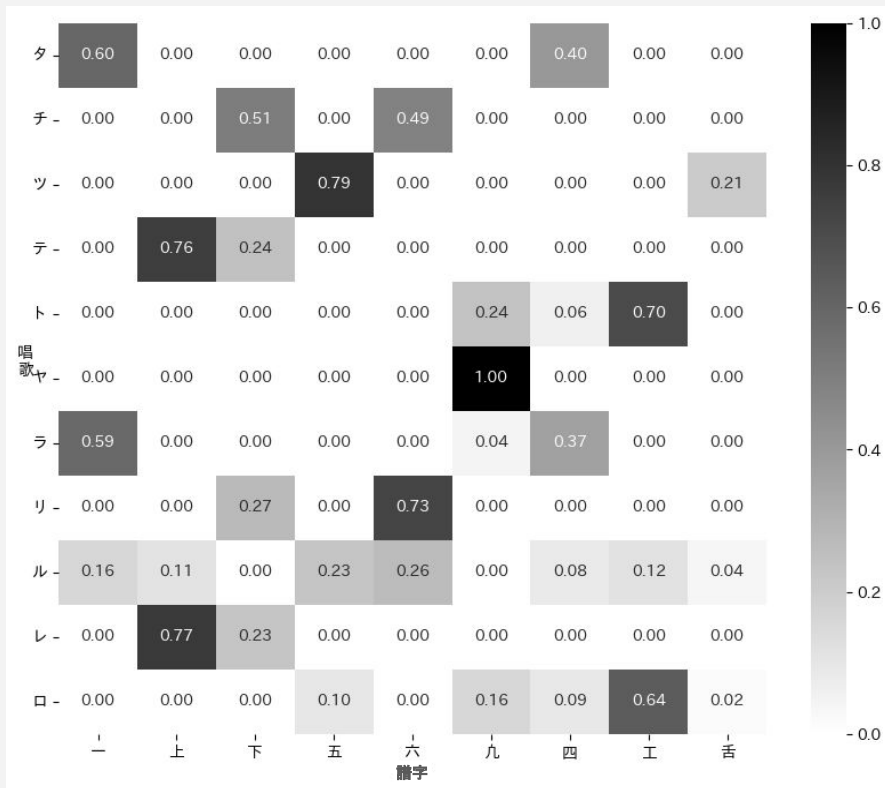 タ 0.60 0.00 0.00 0.00 0.00 0.00 0.40 0.00 0.00
チ 0.00 0.00 0.51 0.00 0.49 0.00 0.00 0.00 0.00
ツ 0.00 0.00 0.00 0.79 0.00 0.00 0.00 0.00 0.21
テ 0.00 0.76 0.24 0.00 0.00 0.00 0.00 0.00 0.00
ト 0.00 0.00 0.00 0.00 0.00 0.24 0.06 0.70 0.00
ヤ 0.00 0.00 0.00 0.00 0.00 1.00 0.00 0.00 0.00
ラ 0.59 0.00 0.00 0.00 0.00 0.04 0.37 0.00 0.00
リ 0.00 0.00 0.27 0.00 0.73 0.00 0.00 0.00 0.00
ル 0.16 0.11 0.00 0.23 0.26 0.00 0.08 0.12 0.04
レ 0.00 0.77 0.23 0.00 0.00 0.00 0.00 0.00 0.00
ロ 0.00 0.00 0.00 0.10 0.00 0.16 0.09 0.64 0.02
一 上 下 五 六 凢 四 工 舌
譜字
唱歌
1.0
0.8
0.6
0.4
0.2
0.0